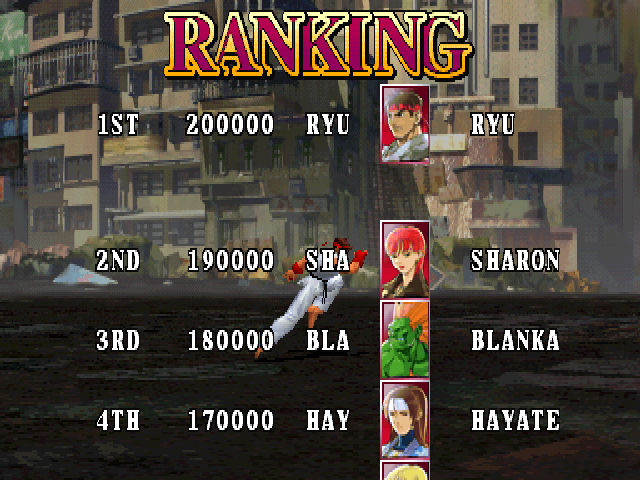 RANKING
1ST 200000 RYU RYU
2ND 190000 SHA SHARON
3RD 180000 BLA BLANKA
4TH 170000 HAY HAYATE